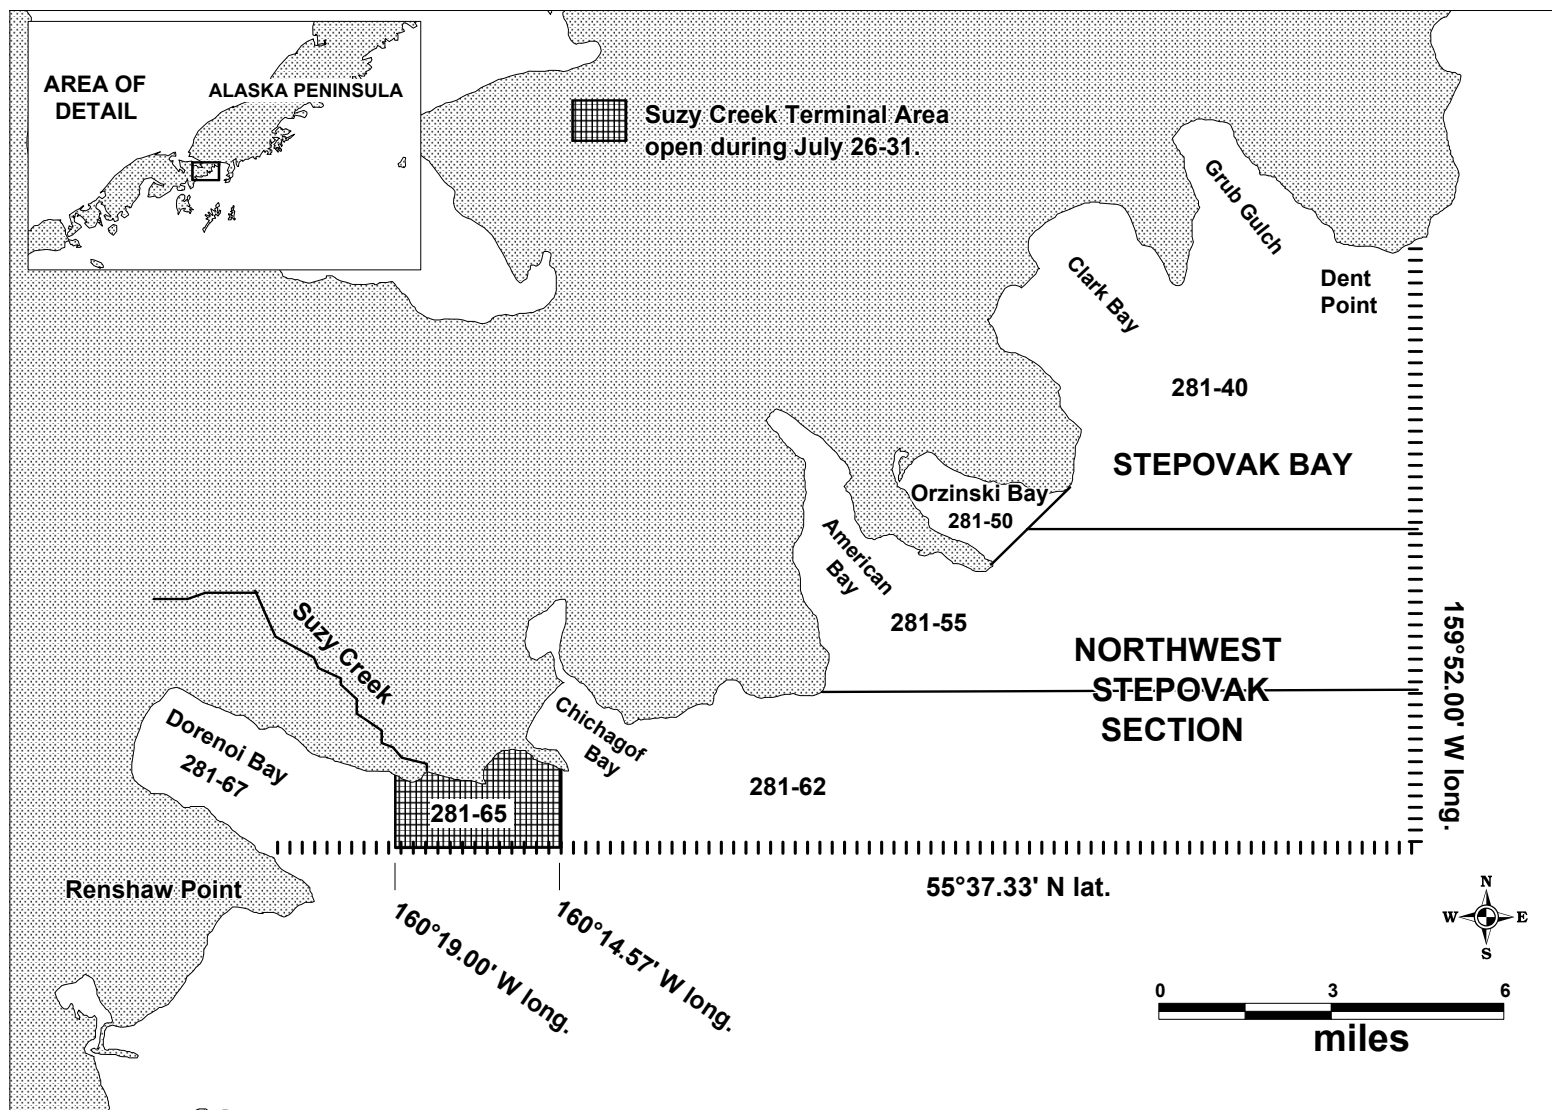 AREA OF
DETAIL
ALASKA PENINSULA
Suzy Creek Terminal Area
open during July 26-31.
Grub Gulch
Clark Bay
Dent
Point
281-40
STEPOVAK BAY
Orzinski Bay
281-50
American
Bay
281-55
NORTHWEST
STEPOVAK
SECTION
159°52.00' W long.
Suzy Creek
Chichagof
Bay
Dorenoi Bay
281-67
281-65
281-62
Renshaw Point
55°37.33' N lat.
160°19.00' W long.
160°14.57' W long.
N
W E
S
0 3 6
miles